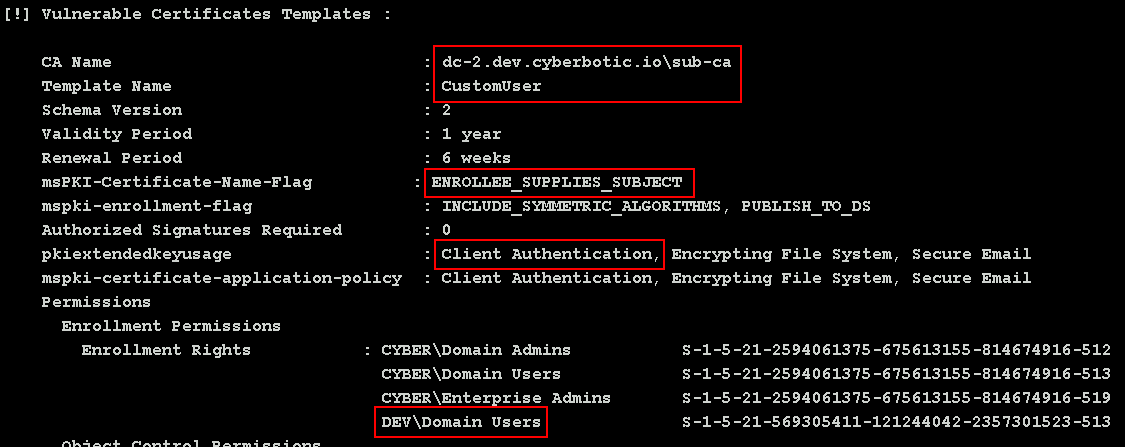 [!] Vulnerable Certificates Templates :
CA Name : dc-2.dev.cyberbotic.io\sub-ca
Template Name : CustomUser
Schema Version : 2
Validity Period : 1 year
Renewal Period : 6 weeks
msPKI-Certificate-Name-Flag : ENROLLEE_SUPPLIES_SUBJECT
mspki-enrollment-flag : INCLUDE_SYMMETRIC_ALGORITHMS, PUBLISH_TO_DS
Authorized Signatures Required : 0
pkiextendedkeyusage : Client Authentication, Encrypting File System, Secure Email
mspki-certificate-application-policy : Client Authentication, Encrypting File System, Secure Email
Permissions
Enrollment Permissions
Enrollment Rights : CYBER\Domain Admins S-1-5-21-2594061375-675613155-814674916-512
CYBER\Domain Users S-1-5-21-2594061375-675613155-814674916-513
CYBER\Enterprise Admins S-1-5-21-2594061375-675613155-814674916-519
DEV\Domain Users S-1-5-21-569305411-121244042-2357301523-513
Object Control Permissions